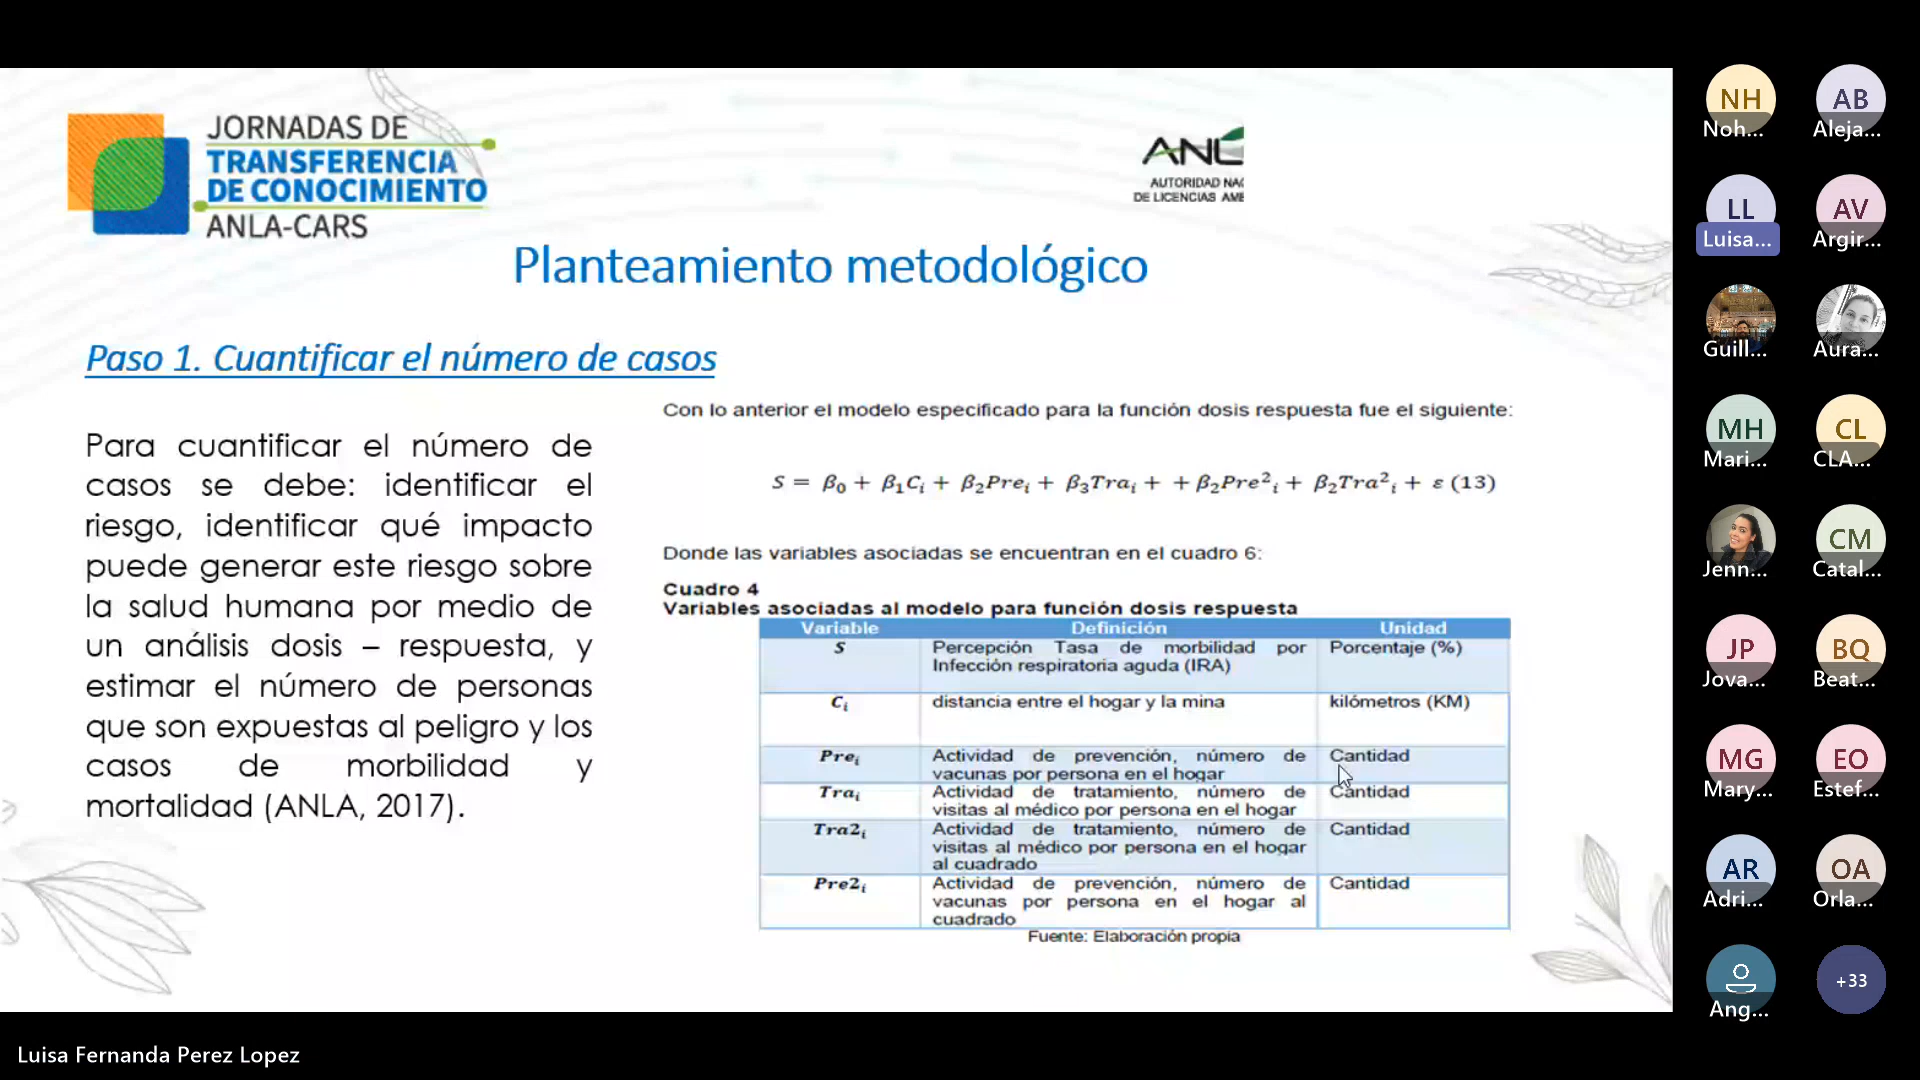 JORNADAS DE
TRANSFERENCIA
DE CONOCIMIENTO
ANLA-CARS
ANL
AUTORIDAD NAC
DE LICENCIAS AMB
Planteamiento metodológico
Paso 1. Cuantificar el número de casos
Para cuantificar el número de
casos se debe: identificar el
riesgo, identificar qué impacto
puede generar este riesgo sobre
la salud humana por medio de
un análisis dosis – respuesta, y
estimar el número de personas
que son expuestas al peligro y los
casos de morbilidad y
mortalidad (ANLA, 2017).
Con lo anterior el modelo especificado para la función dosis respuesta fue el siguiente:
S = β₀ + β₁Cᵢ + β₂Preᵢ + β₃Traᵢ + + β₂Pre²ᵢ + β₂Tra²ᵢ + ε (13)
Donde las variables asociadas se encuentran en el cuadro 6:
Cuadro 4
Variables asociadas al modelo para función dosis respuesta
Variable Definición Unidad
S Percepción Tasa de morbilidad por Porcentaje (%)
Infección respiratoria aguda (IRA)
Cᵢ distancia entre el hogar y la mina kilómetros (KM)
Preᵢ Actividad de prevención, número de Cantidad
vacunas por persona en el hogar
Traᵢ Actividad de tratamiento, número de Cantidad
visitas al médico por persona en el hogar
Tra2ᵢ Actividad de tratamiento, número de Cantidad
visitas al médico por persona en el hogar
al cuadrado
Pre2ᵢ Actividad de prevención, número de Cantidad
vacunas por persona en el hogar al
cuadrado
Fuente: Elaboración propia
NH AB
Noh... Aleja...
LL AV
Luisa... Argir...
Guill... Aura...
MH CL
Mari... CLA...
CM
Jenn... Catal...
JP BQ
Jova... Beat...
MG EO
Mary... Estef...
AR OA
Adri... Orla...
+33
Ang...
Luisa Fernanda Perez Lopez